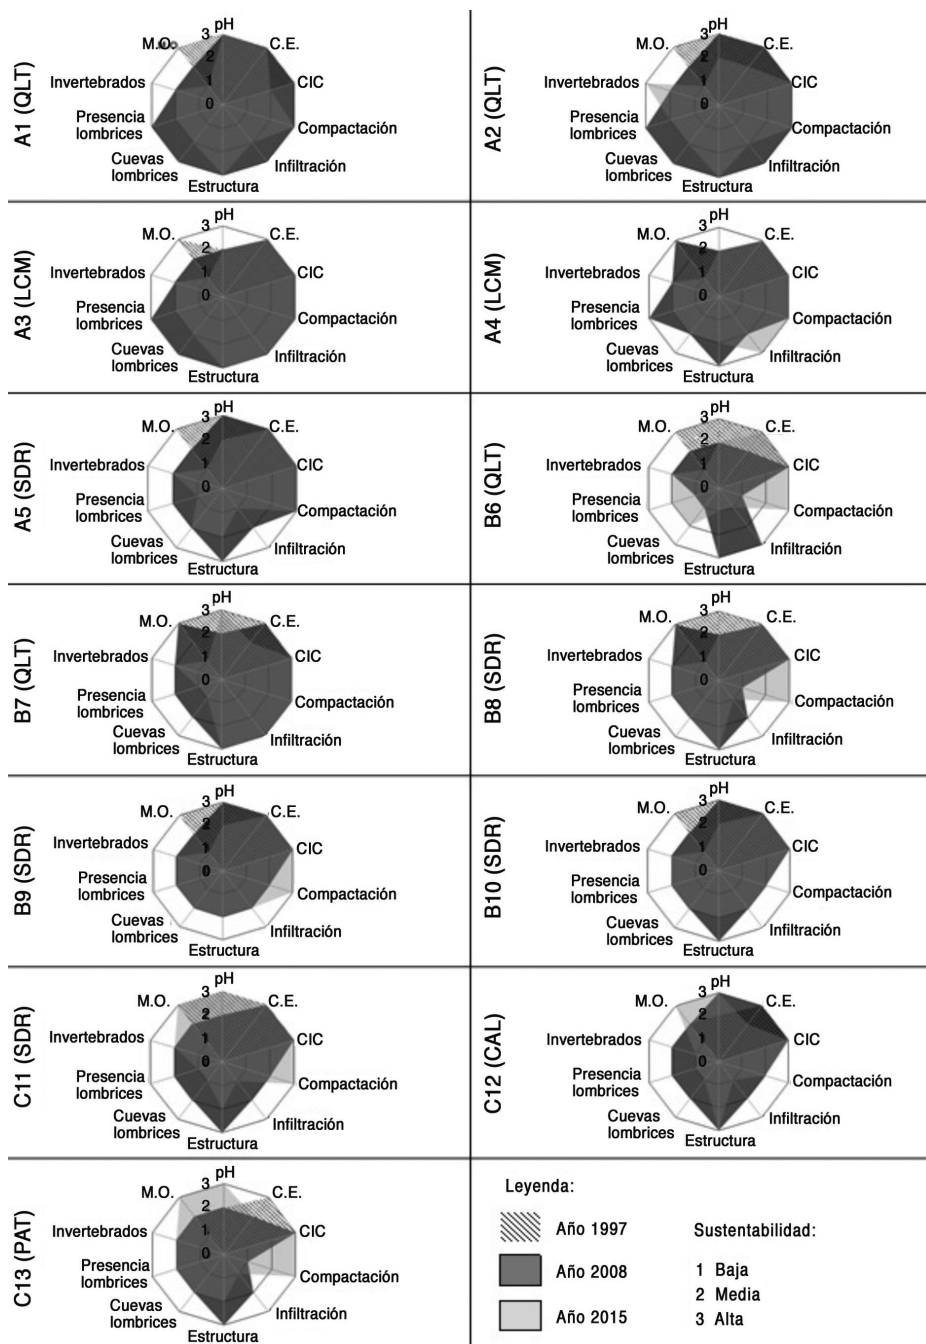 A1 (QLT)
pH
C.E.
CIC
Compactación
Infiltración
Estructura
Cuevas
lombrices
Presencia
lombrices
Invertebrados
M.O.
3
2
1
0
A2 (QLT)
pH
C.E.
CIC
Compactación
Infiltración
Estructura
Cuevas
lombrices
Presencia
lombrices
Invertebrados
M.O.
3
2
1
0
A3 (LCM)
pH
C.E.
CIC
Compactación
Infiltración
Estructura
Cuevas
lombrices
Presencia
lombrices
Invertebrados
M.O.
3
2
1
0
A4 (LCM)
pH
C.E.
CIC
Compactación
Infiltración
Estructura
Cuevas
lombrices
Presencia
lombrices
Invertebrados
M.O.
3
2
1
0
A5 (SDR)
pH
C.E.
CIC
Compactación
Infiltración
Estructura
Cuevas
lombrices
Presencia
lombrices
Invertebrados
M.O.
3
2
1
0
B6 (QLT)
pH
C.E.
CIC
Compactación
Infiltración
Estructura
Cuevas
lombrices
Presencia
lombrices
Invertebrados
M.O.
3
2
1
0
B7 (QLT)
pH
C.E.
CIC
Compactación
Infiltración
Estructura
Cuevas
lombrices
Presencia
lombrices
Invertebrados
M.O.
3
2
1
0
B8 (SDR)
pH
C.E.
CIC
Compactación
Infiltración
Estructura
Cuevas
lombrices
Presencia
lombrices
Invertebrados
M.O.
3
2
1
0
B9 (SDR)
pH
C.E.
CIC
Compactación
Infiltración
Estructura
Cuevas
lombrices
Presencia
lombrices
Invertebrados
M.O.
3
2
1
0
B10 (SDR)
pH
C.E.
CIC
Compactación
Infiltración
Estructura
Cuevas
lombrices
Presencia
lombrices
Invertebrados
M.O.
3
2
1
0
C11 (SDR)
pH
C.E.
CIC
Compactación
Infiltración
Estructura
Cuevas
lombrices
Presencia
lombrices
Invertebrados
M.O.
3
2
1
0
C12 (CAL)
pH
C.E.
CIC
Compactación
Infiltración
Estructura
Cuevas
lombrices
Presencia
lombrices
Invertebrados
M.O.
3
2
1
0
C13 (PAT)
pH
C.E.
CIC
Compactación
Infiltración
Estructura
Cuevas
lombrices
Presencia
lombrices
Invertebrados
M.O.
3
2
1
0
Leyenda:
Año 1997
Año 2008
Año 2015
Sustentabilidad:
1 Baja
2 Media
3 Alta